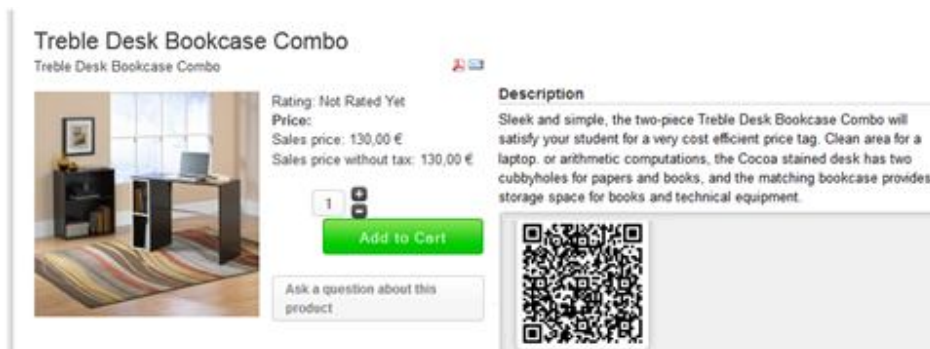 Treble Desk Bookcase Combo
Treble Desk Bookcase Combo
Rating: Not Rated Yet
Price:
Sales price: 130,00 €
Sales price without tax: 130,00 €
1
Add to Cart
Ask a question about this
product
Description
Sleek and simple, the two-piece Treble Desk Bookcase Combo will
satisfy your student for a very cost efficient price tag. Clean area for a
laptop. or arithmetic computations, the Cocoa stained desk has two
cubbyholes for papers and books, and the matching bookcase provides
storage space for books and technical equipment.